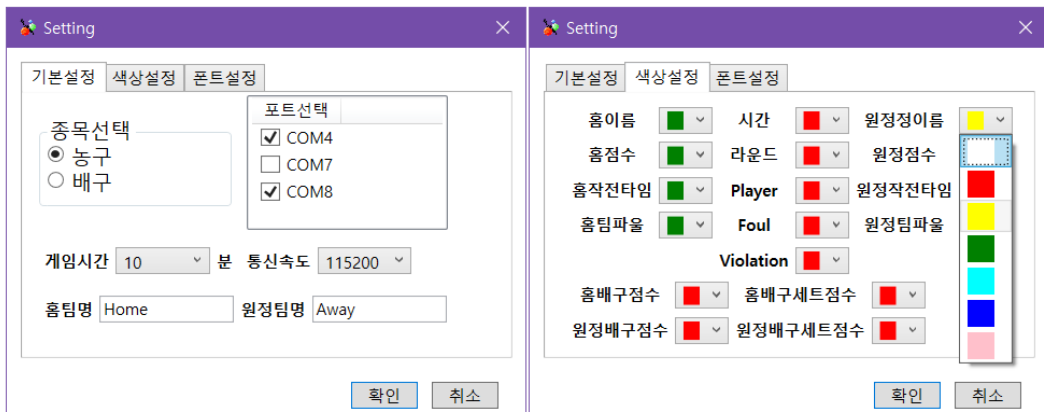 Setting
기본설정 색상설정 폰트설정
종목선택
농구
배구
포트선택
COM4
COM7
COM8
게임시간 10 분 통신속도 115200
홈팀명 Home 원정팀명 Away
확인 취소
Setting
기본설정 색상설정 폰트설정
홈이름 시간 원정정이름
홈점수 라운드 원정점수
홈작전타임 Player 원정작전타임
홈팀파울 Foul 원정팀파울
Violation
홈배구점수 홈배구세트점수
원정배구점수 원정배구세트점수
확인 취소